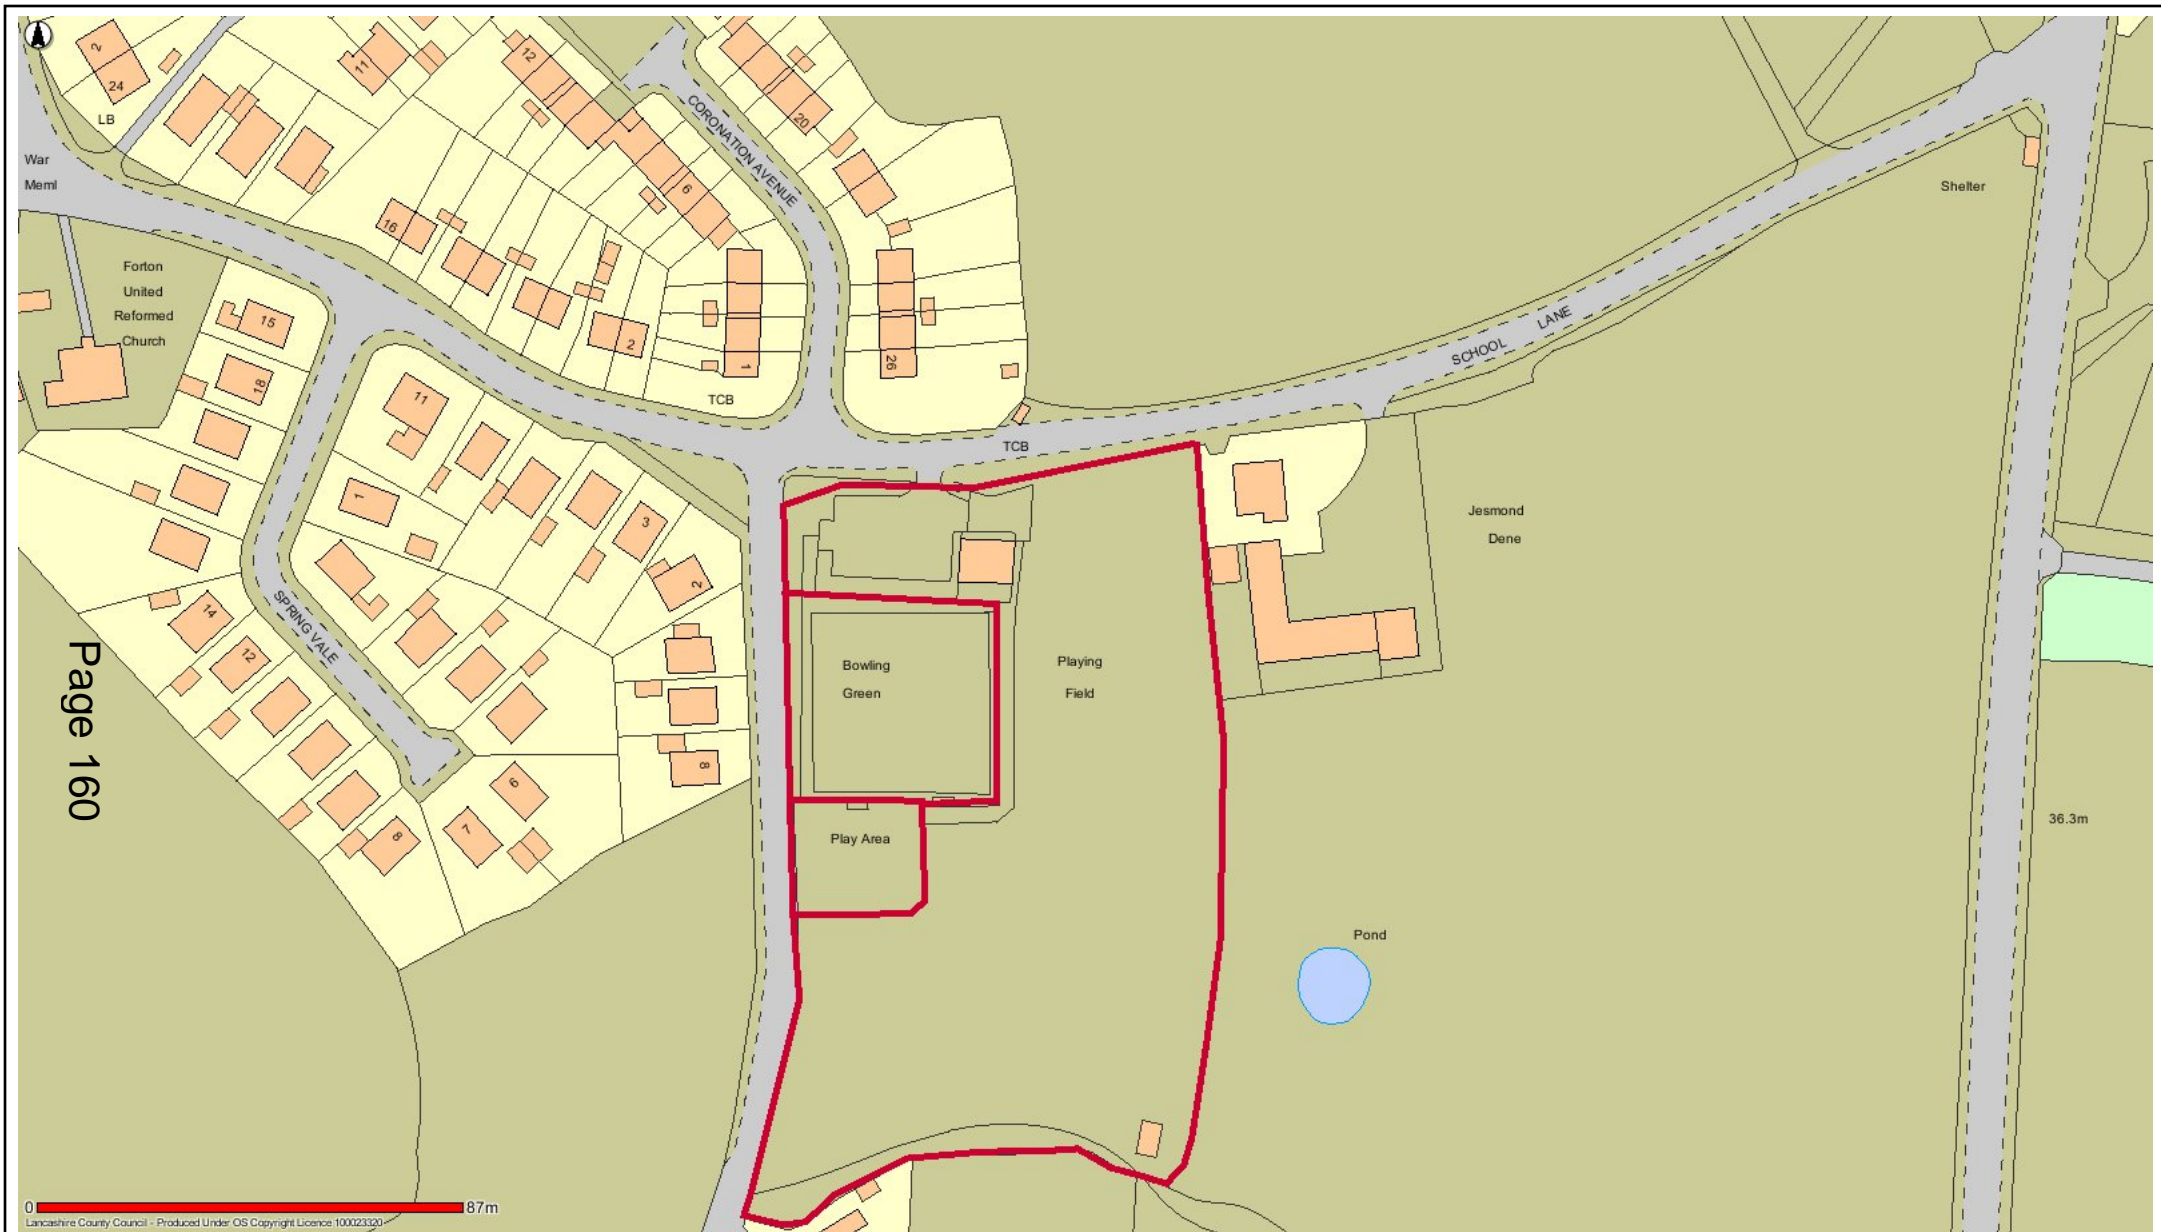 2
24
LB
War
Meml
11
12
20
CORONATION AVENUE
6
16
2
1
26
TCB
TCB
Forton
United
Reformed
Church
15
18
11
1
3
2
8
14
12
SPRING VALE
6
7
8
SCHOOL LANE
Shelter
Jesmond
Dene
Bowling
Green
Playing
Field
Play Area
Pond
36.3m
Page 160
0 87m
Lancashire County Council - Produced Under OS Copyright Licence 100023320